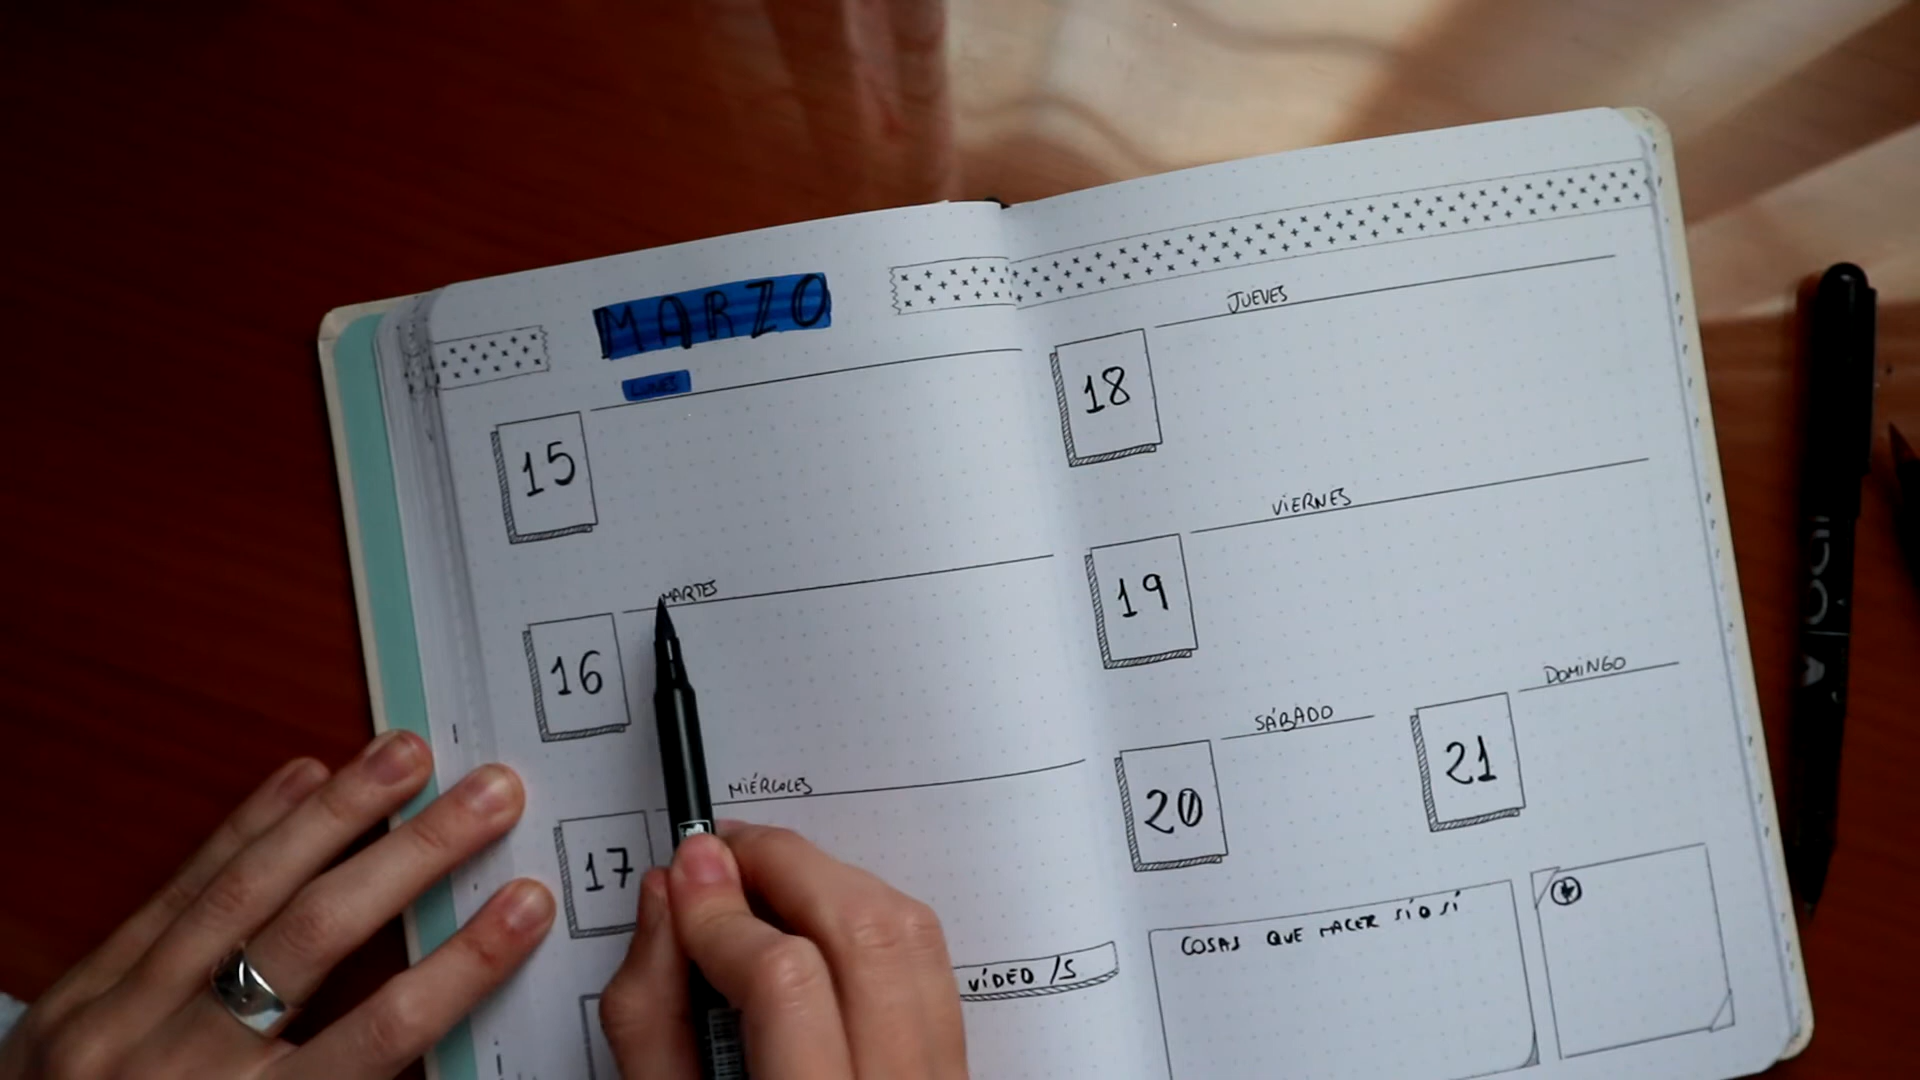 MARZO
LUNES
15
MARTES
16
MIÉRCOLES
17
VÍDEO /S
JUEVES
18
VIERNES
19
SÁBADO
20
DOMINGO
21
COSAS QUE HACER SÍ O SÍ